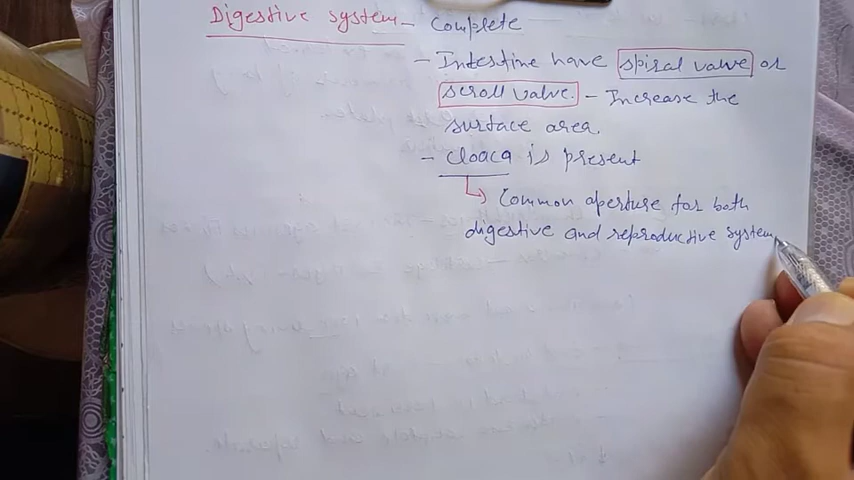 Digestive system - Complete
- Intestine have spiral valve or
scroll valve. - Increase the
surface area.
- Cloaca is present
Common aperture for both
digestive and reproductive system